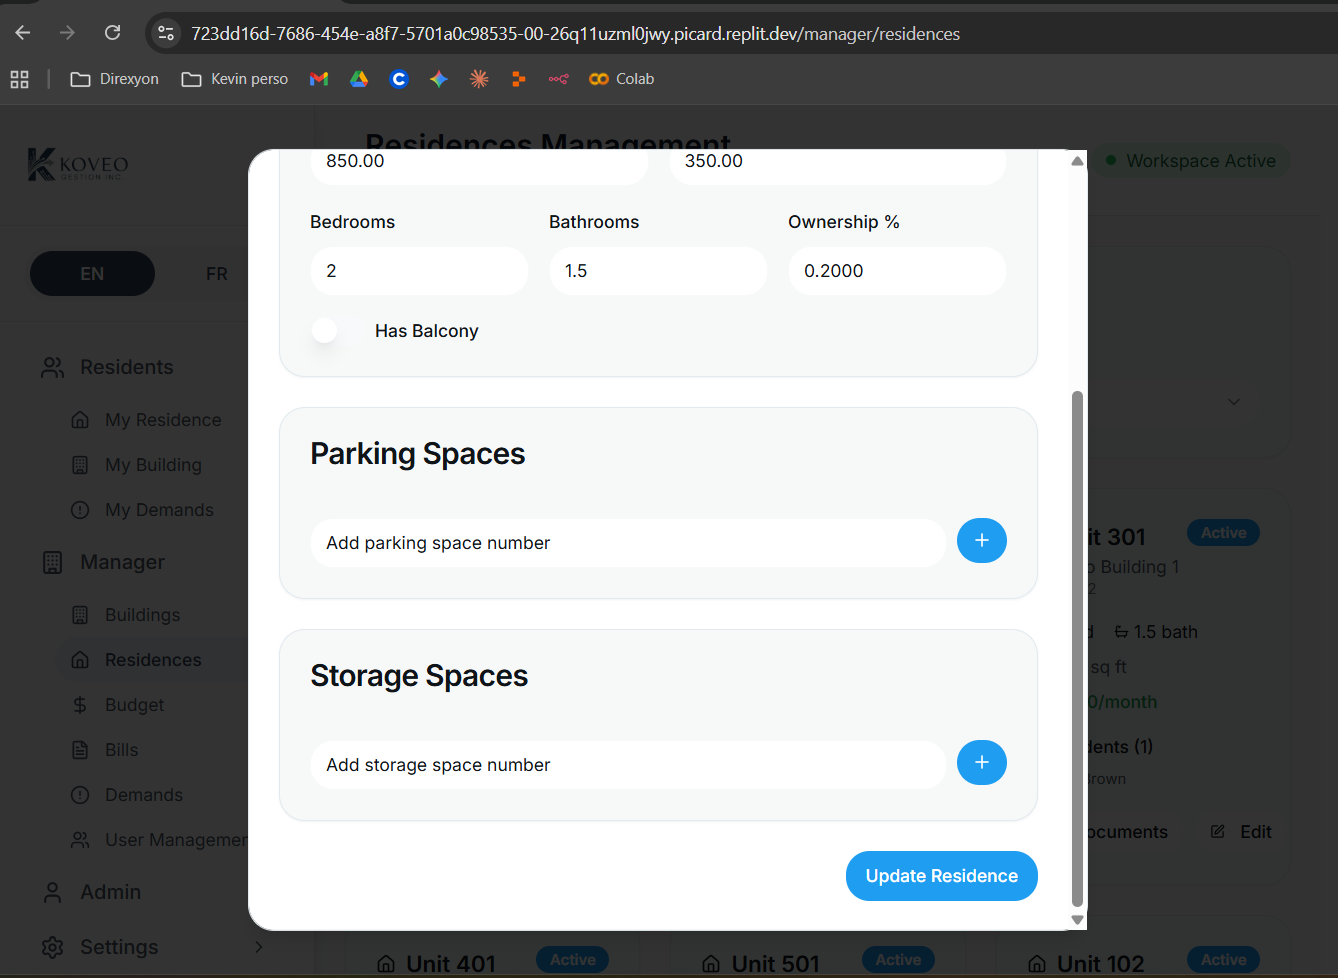 723dd16d-7686-454e-a8f7-5701a0c98535-00-26q11uzml0jwy.picard.replit.dev/manager/residences
Direxyon
Kevin perso
Colab
KOVEO
GESTION INC
Residences Management
Workspace Active
EN
FR
Residents
My Residence
My Building
My Demands
Manager
Buildings
Residences
Budget
Bills
Demands
User Managemen
Admin
Settings
850.00
350.00
Bedrooms
Bathrooms
Ownership %
2
1.5
0.2000
Has Balcony
Parking Spaces
Add parking space number
+
Storage Spaces
Add storage space number
+
Update Residence
it 301
Active
Building 1
2
1.5 bath
sq ft
0/month
dents (1)
Brown
ocuments
Edit
Unit 401
Active
Unit 501
Active
Unit 102
Active